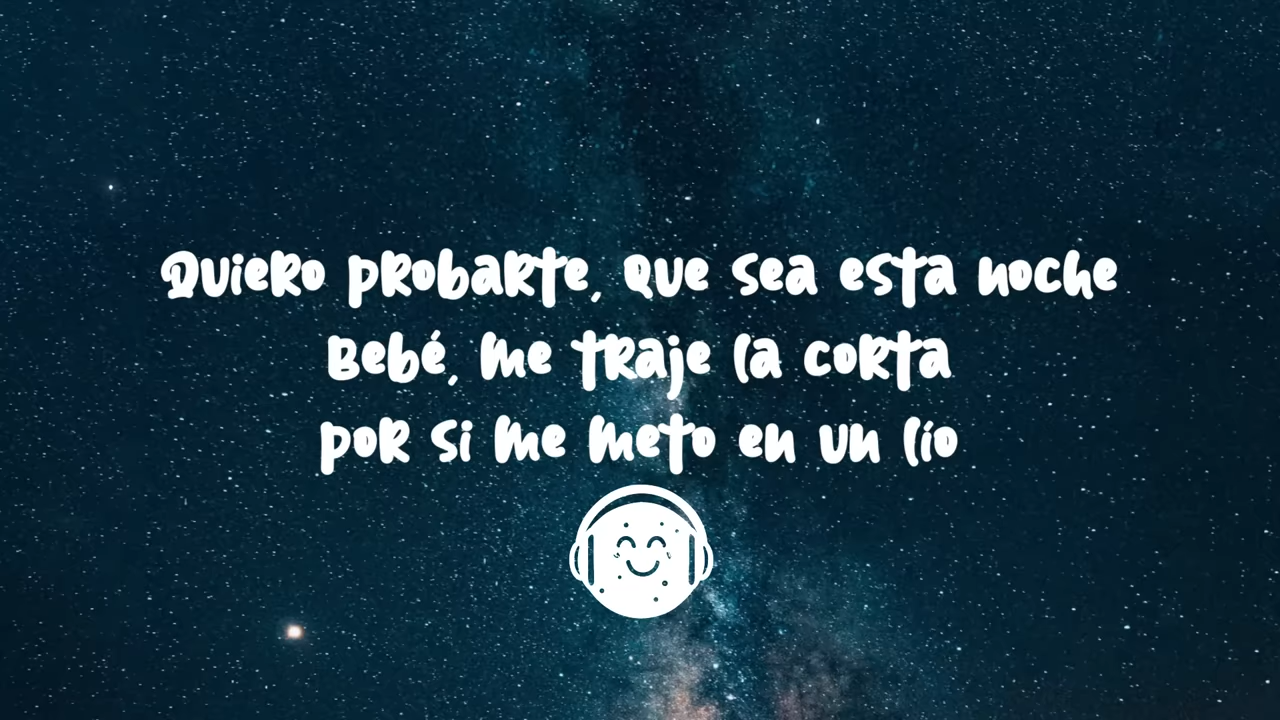 Quiero probarte, que sea esta noche
Bebé, me traje la corta
por si me meto en un lío